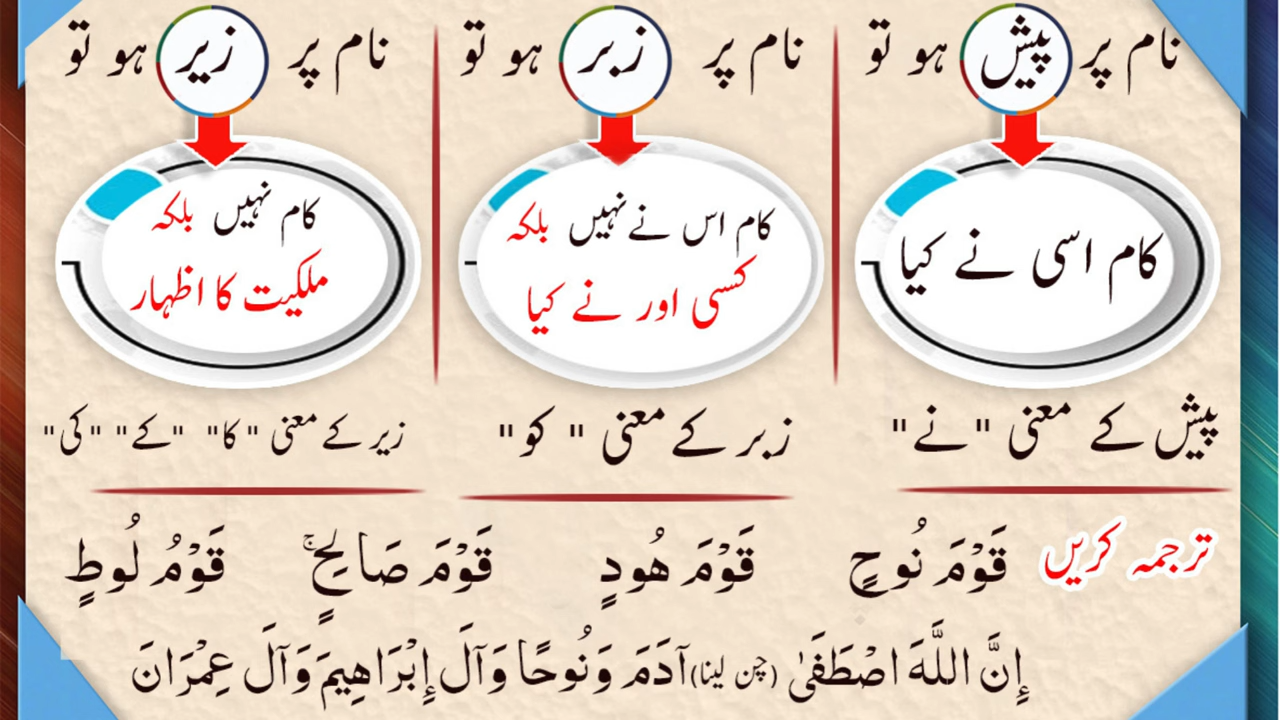 نام پر پیش ہو تو
کام اسی نے کیا
پیش کے معنی "نے"
نام پر زبر ہو تو
کام اس نے نہیں بلکہ
کسی اور نے کیا
زبر کے معنی "کو"
نام پر زیر ہو تو
کام نہیں بلکہ
ملکیت کا اظہار
زیر کے معنی "کا" "کے" "کی"
ترجمہ کریں قَوْمَ نُوحٍ قَوْمَ هُودٍ قَوْمَ صَالِحٍ ۚ قَوْمُ لُوطٍ
إِنَّ اللَّهَ اصْطَفَىٰ (چن لینا) آدَمَ وَنُوحًا وَآلَ إِبْرَاهِيمَ وَآلَ عِمْرَانَ